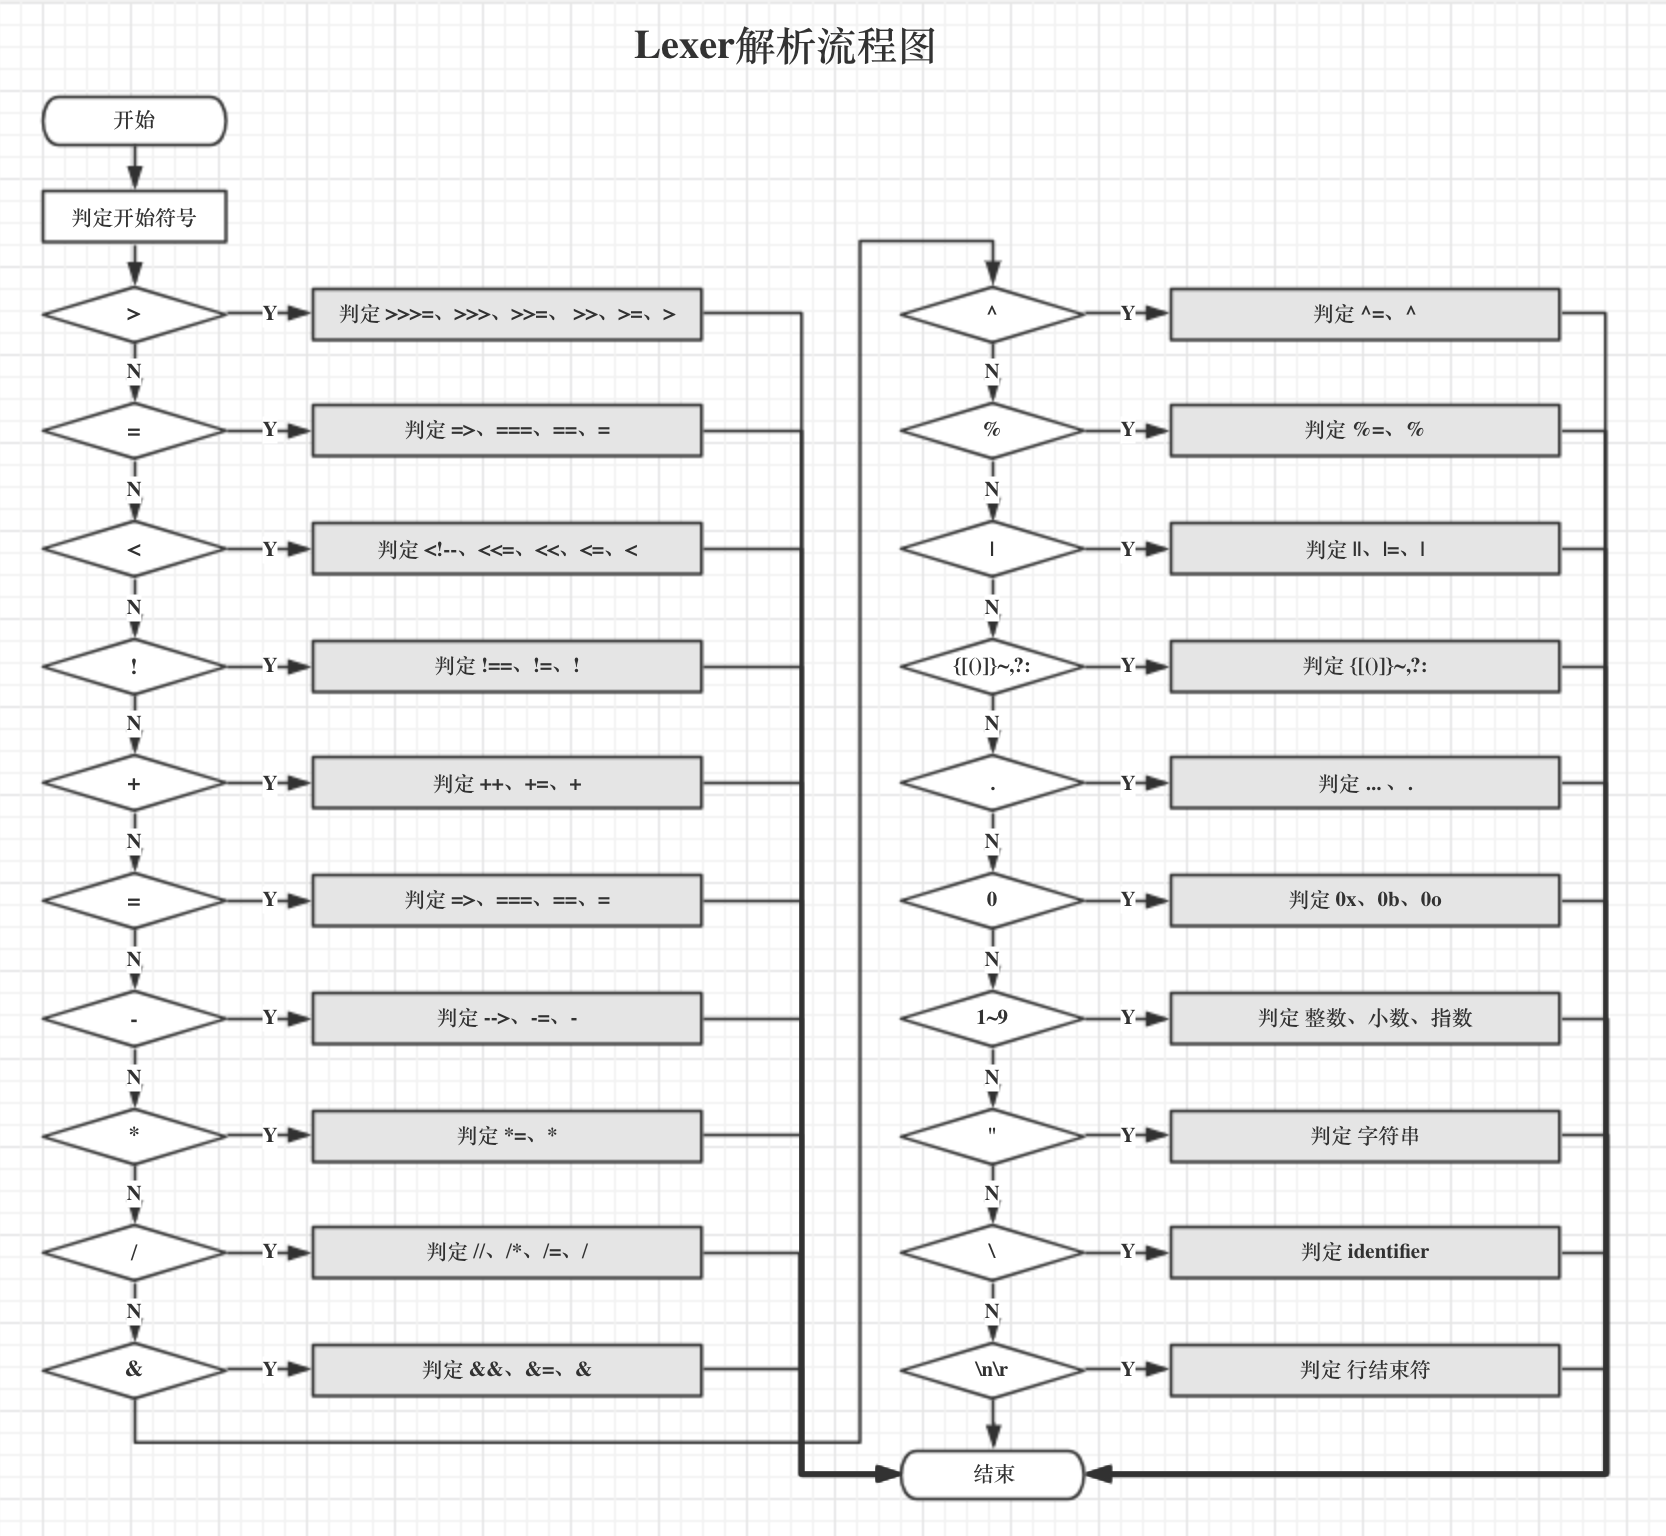 Lexer解析流程图
开始
判定开始符号
>
Y
判定 >>>=、>>>、>>=、 >>、>=、>
N
=
Y
判定 =>、===、==、=
N
<
Y
判定 <!--、<<=、<<、<=、<
N
!
Y
判定 !==、!=、!
N
+
Y
判定 ++、+=、+
N
=
Y
判定 =>、===、==、=
N
-
Y
判定 -->、-=、-
N
*
Y
判定 *=、*
N
/
Y
判定 //、/*、/=、/
N
&
Y
判定 &&、&=、&
^
Y
判定 ^=、^
N
%
Y
判定 %=、%
N
|
Y
判定 ||、|=、|
N
{[()]}~,?:
Y
判定 {[()]}~,?:
N
.
Y
判定 ... 、.
N
0
Y
判定 0x、0b、0o
N
1~9
Y
判定 整数、小数、指数
N
"
Y
判定 字符串
N
\
Y
判定 identifier
N
\n\r
Y
判定 行结束符
结束